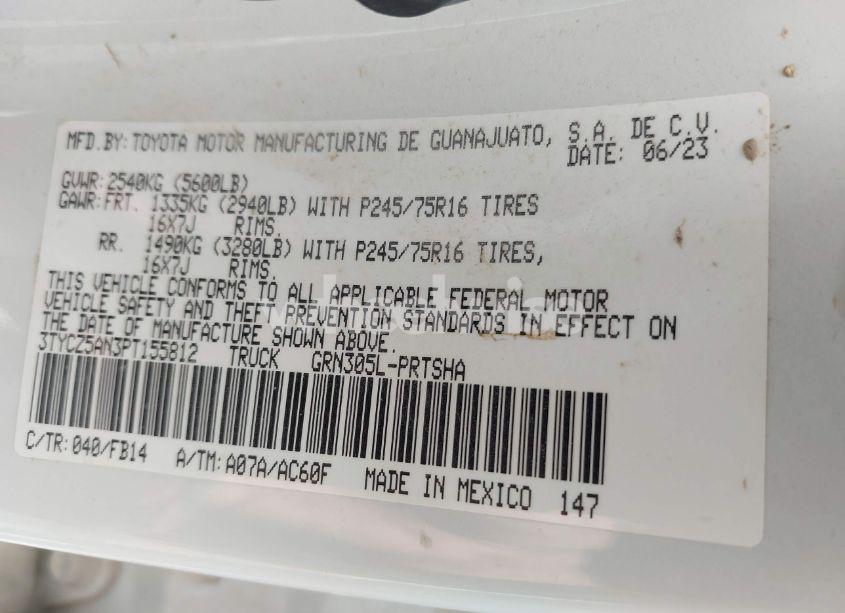 MFD.BY: TOYOTA MOTOR MANUFACTURING DE GUANAJUATO, S.A. DE C.V.
DATE: 06/23
GVWR: 2540KG (5600LB)
GAWR: FRT. 1335KG (2940LB) WITH P245/75R16 TIRES
16X7J RIMS.
RR. 1490KG (3280LB) WITH P245/75R16 TIRES,
16X7J RIMS.
THIS VEHICLE CONFORMS TO ALL APPLICABLE FEDERAL MOTOR
VEHICLE SAFETY AND THEFT PREVENTION STANDARDS IN EFFECT ON
THE DATE OF MANUFACTURE SHOWN ABOVE.
3TYCZ5AN3PT155812 TRUCK GRN305L-PRTSHA
C/TR: 040/FB14 A/TM: A07A/AC60F MADE IN MEXICO 147